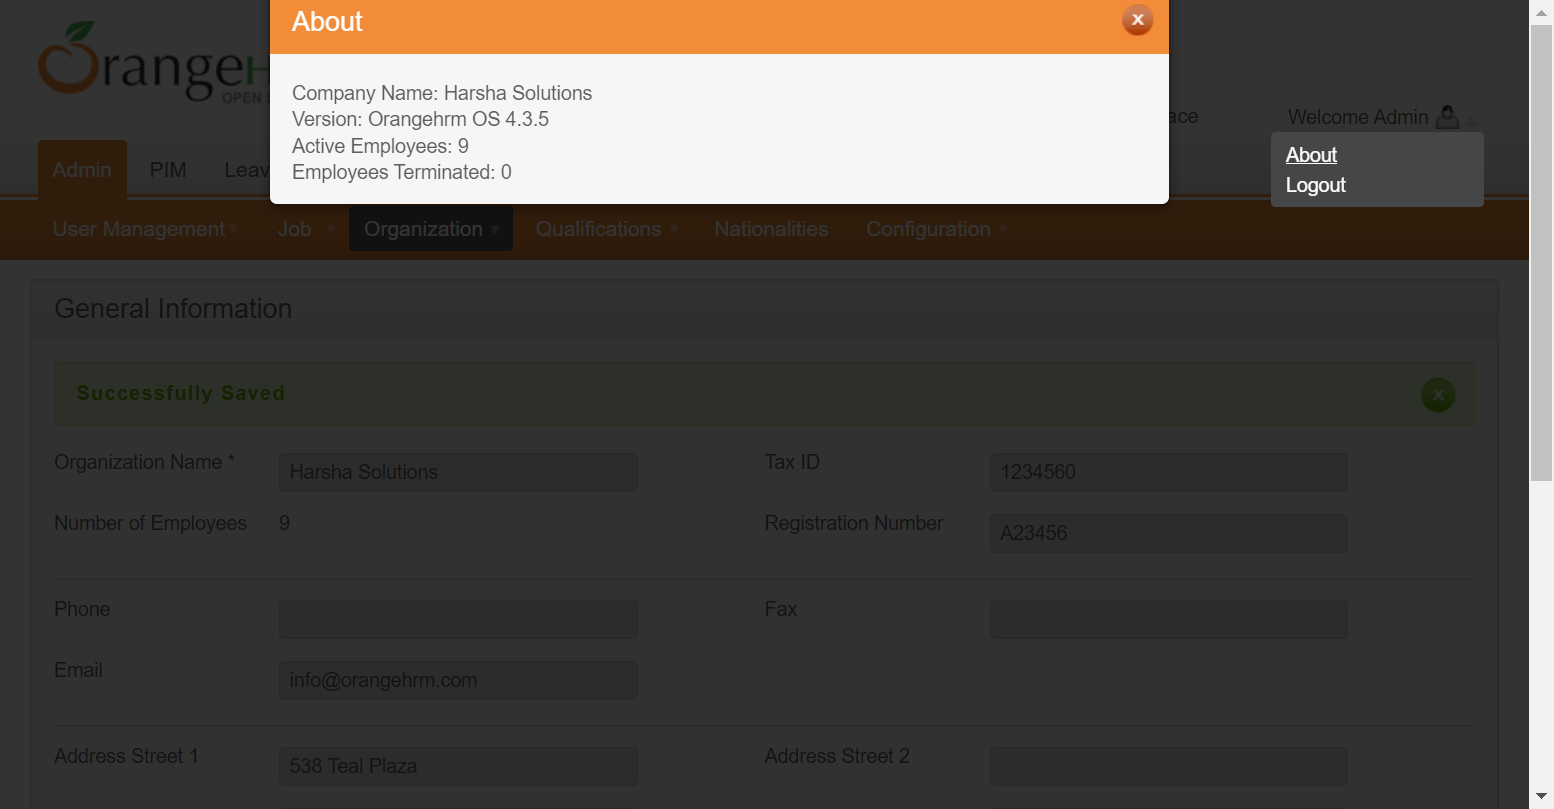 About
Company Name: Harsha Solutions
Version: Orangehrm OS 4.3.5
Active Employees: 9
Employees Terminated: 0
Orange
OPEN
Welcome Admin
About
Logout
Admin PIM
User Management Job Organization Qualifications Nationalities Configuration
General Information
Successfully Saved
Organization Name * Harsha Solutions Tax ID 1234560
Number of Employees 9 Registration Number A23456
Phone Fax
Email info@orangehrm.com
Address Street 1 538 Teal Plaza Address Street 2